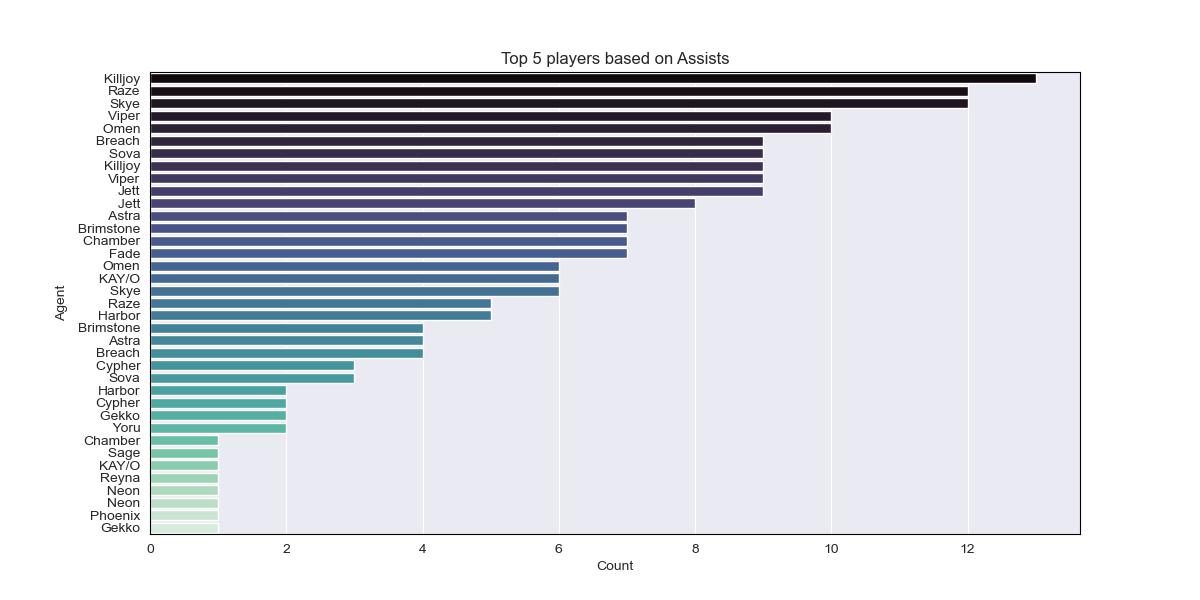 Top 5 players based on Assists
Killjoy
Raze
Skye
Viper
Omen
Breach
Sova
Killjoy
Viper
Jett
Jett
Astra
Brimstone
Chamber
Fade
Omen
KAY/O
Skye
Raze
Harbor
Brimstone
Astra
Breach
Cypher
Sova
Harbor
Cypher
Gekko
Yoru
Chamber
Sage
KAY/O
Reyna
Neon
Neon
Phoenix
Gekko
Agent
0 2 4 6 8 10 12
Count